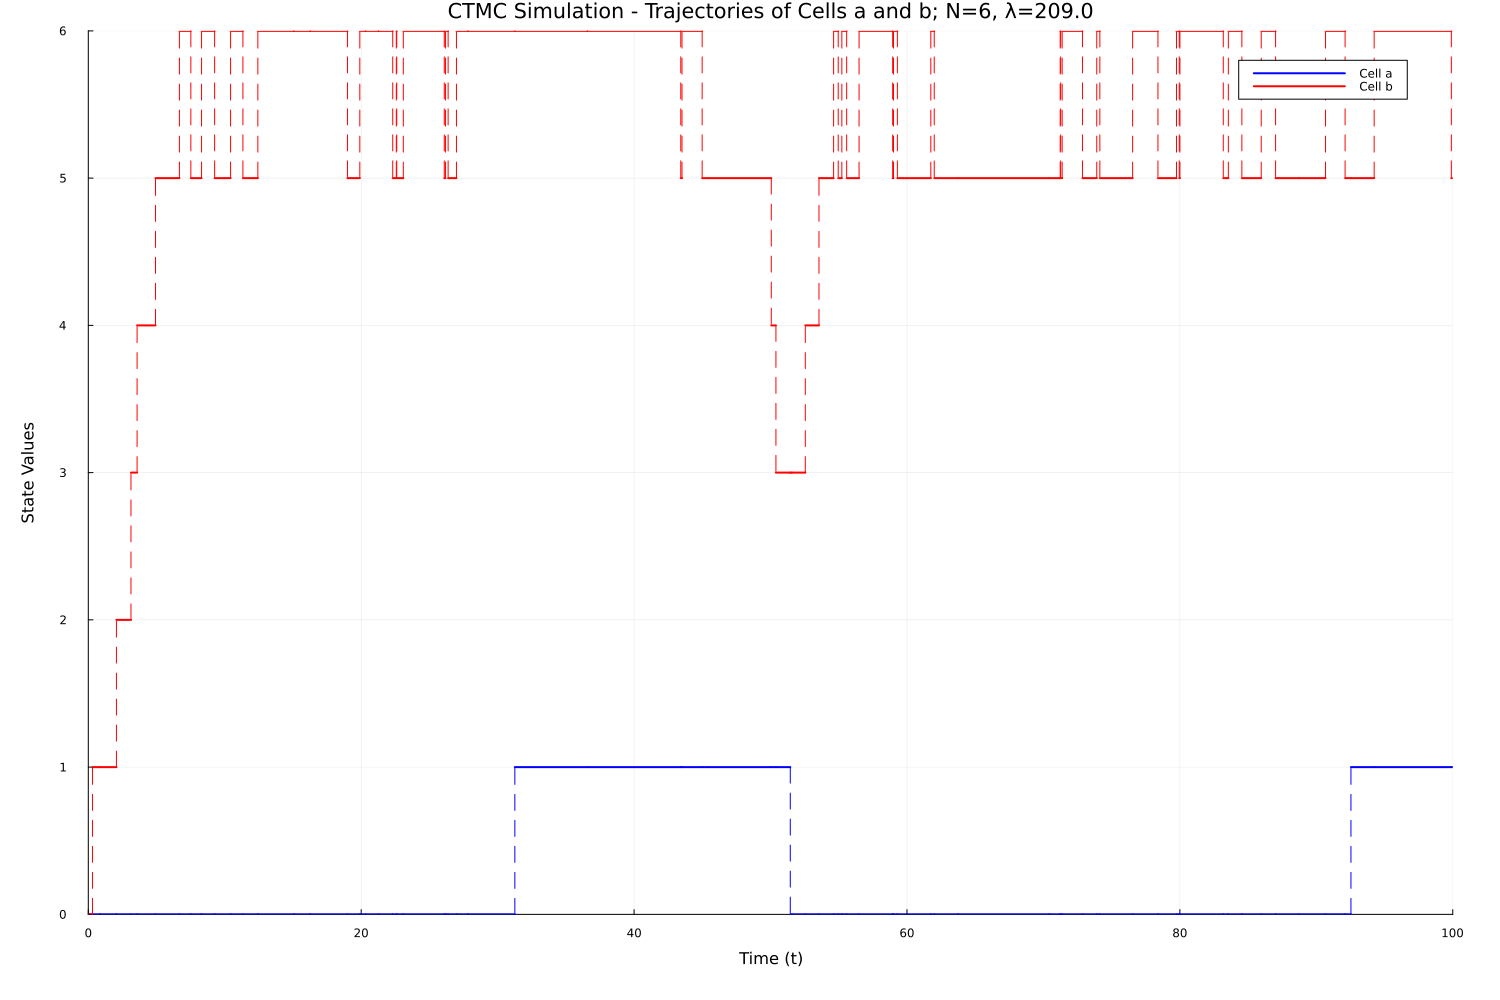 CTMC Simulation - Trajectories of Cells a and b; N=6, λ=209.0
6
Cell a
Cell b
5
4
State Values
3
2
1
0
0 20 40 60 80 100
Time (t)